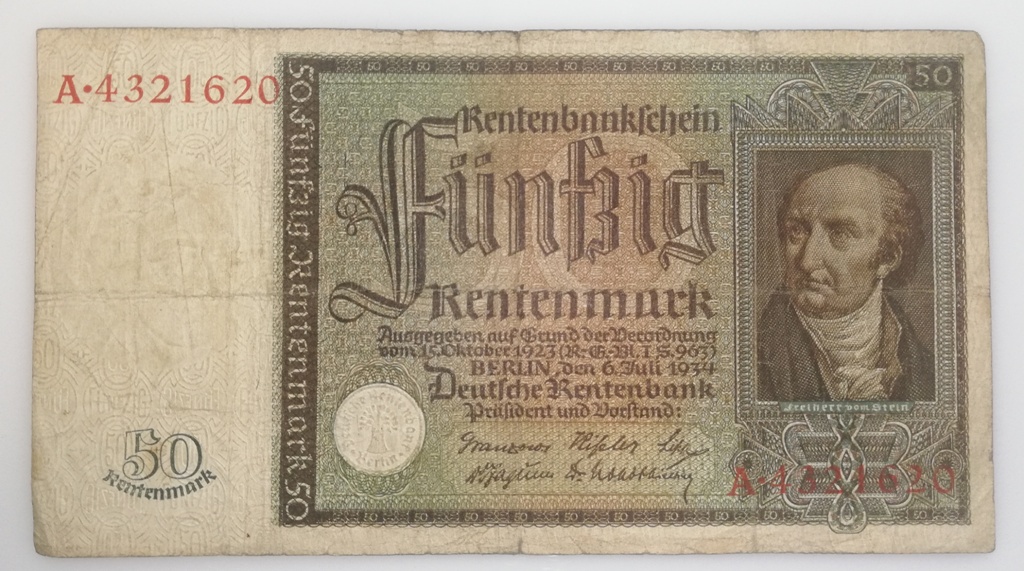 A·4321620
50 Fünfzig Rentenmark 50
50
Rentenbankschein
Fünfzig
Rentenmark
Ausgegeben auf Grund der Verordnung
vom 15. Oktober 1923 (R.G.Bl. I S. 963)
BERLIN, den 6. Juli 1934
Deutsche Rentenbank
Präsident und Vorstand:
Freiherr vom Stein
50
Rentenmark
A·4321620